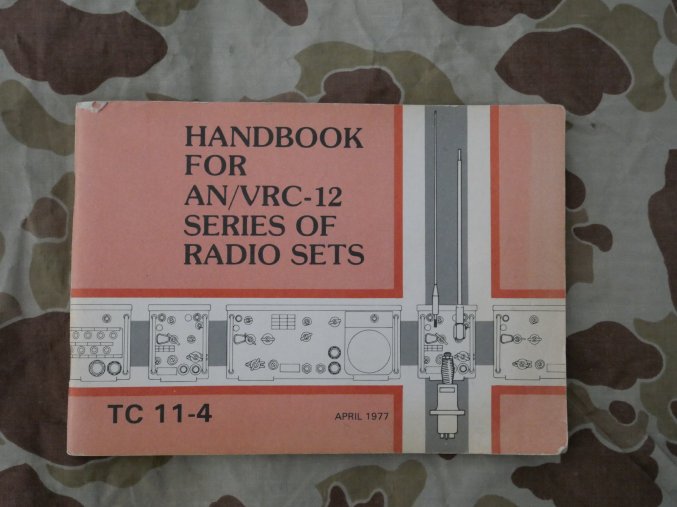 HANDBOOK
FOR
AN/VRC-12
SERIES OF
RADIO SETS
TC 11-4
APRIL 1977